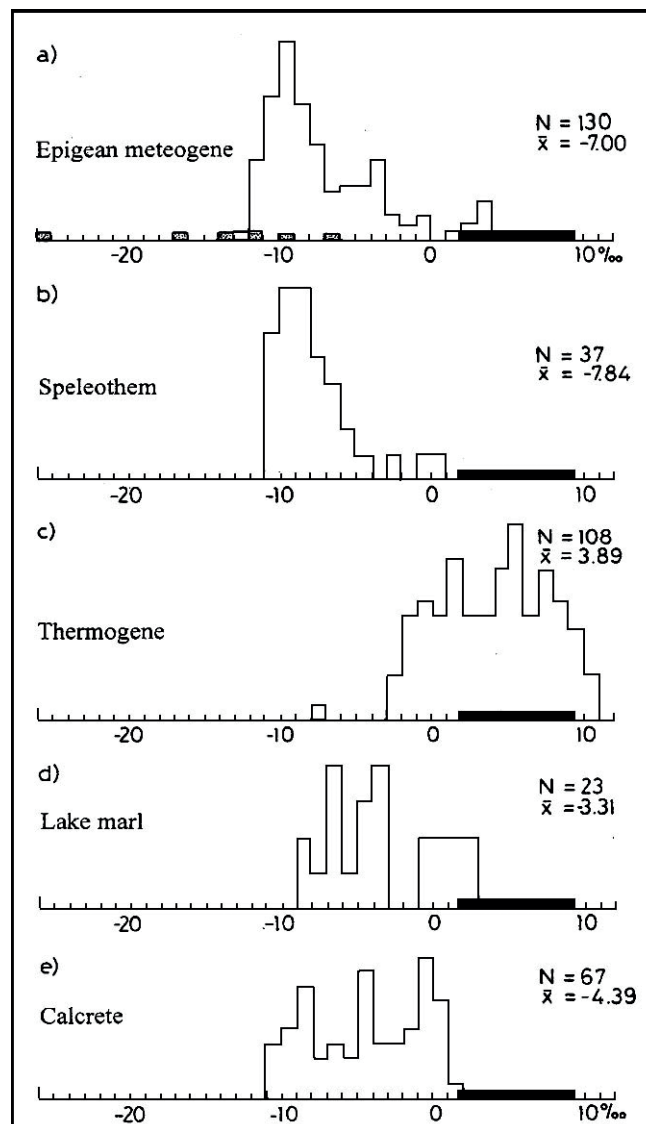 a)
N = 130
Epigean meteogene
x̄ = -7.00
-20 -10 0 10‰
b)
N = 37
Speleothem
x̄ = -7.84
-20 -10 0 10
c)
N = 108
x̄ = 3.89
Thermogene
-20 -10 0 10
d)
N = 23
Lake marl
x̄ = -3.31
-20 -10 0 10
e)
N = 67
Calcrete
x̄ = -4.39
-20 -10 0 10‰